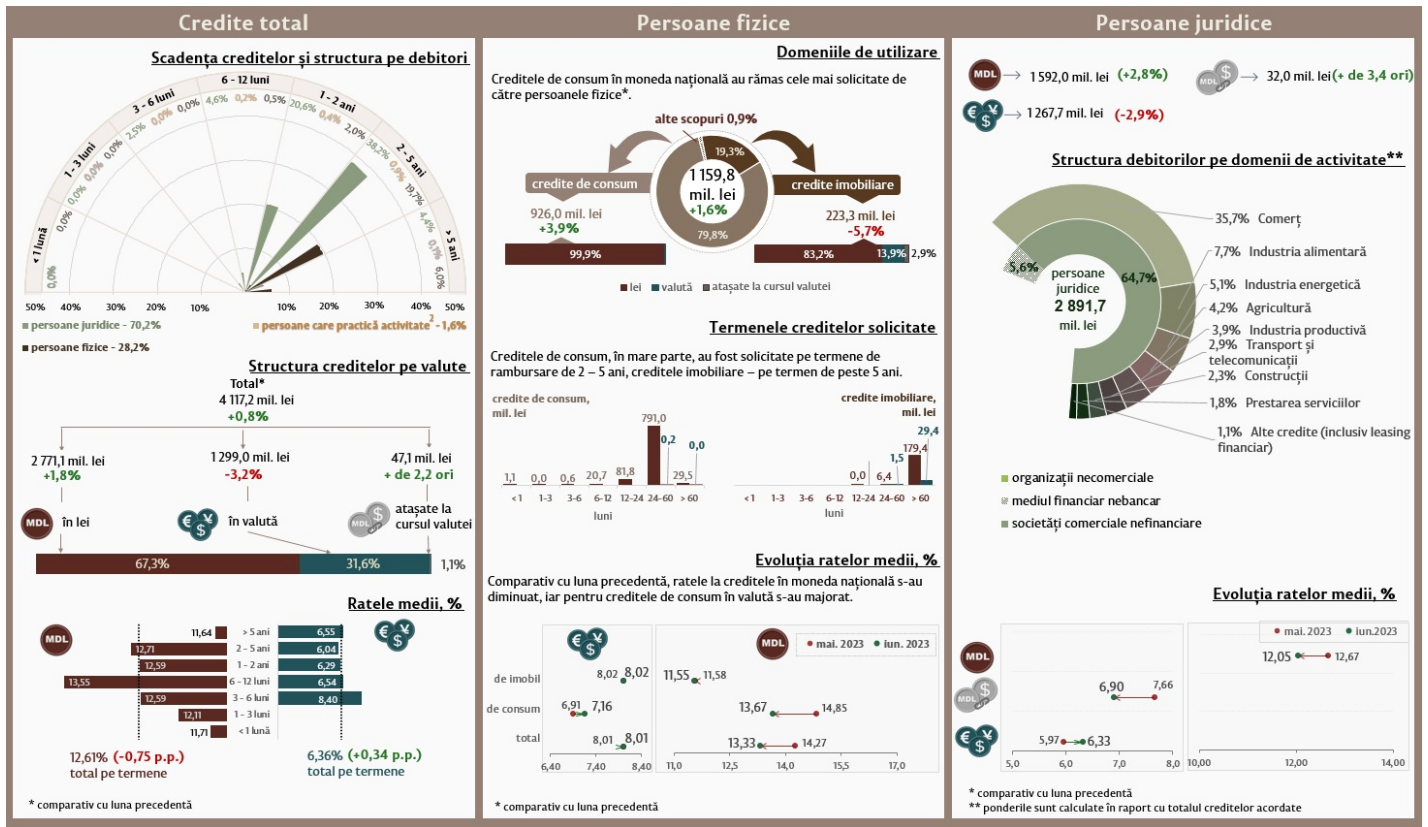 Credite total
Scadența creditelor și structura pe debitori
< 1 lună
1 - 3 luni
3 - 6 luni
6 - 12 luni
1 - 2 ani
2 - 5 ani
> 5 ani
0,0%
0,0%
0,0%
0,0%
0,0%
2,5%
0,0%
0,0%
4,6%
0,2%
0,5%
20,6%
0,4%
2,0%
38,2%
0,9%
19,7%
4,4%
0,1%
6,0%
50% 40% 30% 20% 10% 10% 20% 30% 40% 50%
persoane juridice - 70,2%
persoane care practică activitate² - 1,6%
persoane fizice - 28,2%
Structura creditelor pe valute
Total*
4 117,2 mil. lei
+0,8%
2 771,1 mil. lei
+1,8%
1 299,0 mil. lei
-3,2%
47,1 mil. lei
+ de 2,2 ori
MDL în lei
€ ¥ $ în valută
MDL $ atașate la
cursul valutei
67,3% 31,6% 1,1%
Ratele medii, %
MDL
€ ¥ $
11,64 > 5 ani 6,55
12,71 2 - 5 ani 6,04
12,59 1 - 2 ani 6,29
13,55 6 - 12 luni 6,54
12,59 3 - 6 luni 8,40
12,11 1 - 3 luni
11,71 < 1 lună
12,61% (-0,75 p.p.)
total pe termene
6,36% (+0,34 p.p.)
total pe termene
* comparativ cu luna precedentă
Persoane fizice
Domeniile de utilizare
Creditele de consum în moneda națională au rămas cele mai solicitate de
către persoanele fizice*.
alte scopuri 0,9%
19,3%
1 159,8
mil. lei
+1,6%
79,8%
credite de consum
926,0 mil. lei
+3,9%
99,9%
credite imobiliare
223,3 mil. lei
-5,7%
83,2% 13,9% 2,9%
lei valută atașate la cursul valutei
Termenele creditelor solicitate
Creditele de consum, în mare parte, au fost solicitate pe termene de
rambursare de 2 – 5 ani, creditele imobiliare – pe termen de peste 5 ani.
credite de consum,
mil. lei
1,1 0,0 0,6 20,7 81,8 791,0 0,2 29,5 0,0
< 1 1-3 3-6 6-12 12-24 24-60 > 60
luni
credite imobiliare,
mil. lei
0,0 6,4 1,5 179,4 29,4
< 1 1-3 3-6 6-12 12-24 24-60 > 60
luni
Evoluția ratelor medii, %
Comparativ cu luna precedentă, ratele la creditele în moneda națională s-au
diminuat, iar pentru creditele de consum în valută s-au majorat.
€ ¥ $
MDL
mai. 2023 iun. 2023
de imobil 8,02 8,02 11,55 11,58
de consum 6,91 7,16 13,67 14,85
total 8,01 8,01 13,33 14,27
6,40 7,40 8,40 11,0 12,5 14,0 15,5 17,0
* comparativ cu luna precedentă
Persoane juridice
MDL 1 592,0 mil. lei (+2,8%)
MDL $ 32,0 mil. lei (+ de 3,4 ori)
€ ¥ $ 1 267,7 mil. lei (-2,9%)
Structura debitorilor pe domenii de activitate**
5,6%
64,7%
persoane
juridice
2 891,7
mil. lei
35,7% Comerț
7,7% Industria alimentară
5,1% Industria energetică
4,2% Agricultură
3,9% Industria productivă
2,9% Transport și
telecomunicații
2,3% Construcții
1,8% Prestarea serviciilor
1,1% Alte credite (inclusiv leasing
financiar)
organizații necomerciale
mediul financiar nebancar
societăți comerciale nefinanciare
Evoluția ratelor medii, %
mai. 2023 iun.2023
MDL 12,05 12,67
MDL $ 6,90 7,66
€ ¥ $ 5,97 6,33
5,0 6,0 7,0 8,0 10,00 12,00 14,00
* comparativ cu luna precedentă
** ponderile sunt calculate în raport cu totalul creditelor acordate